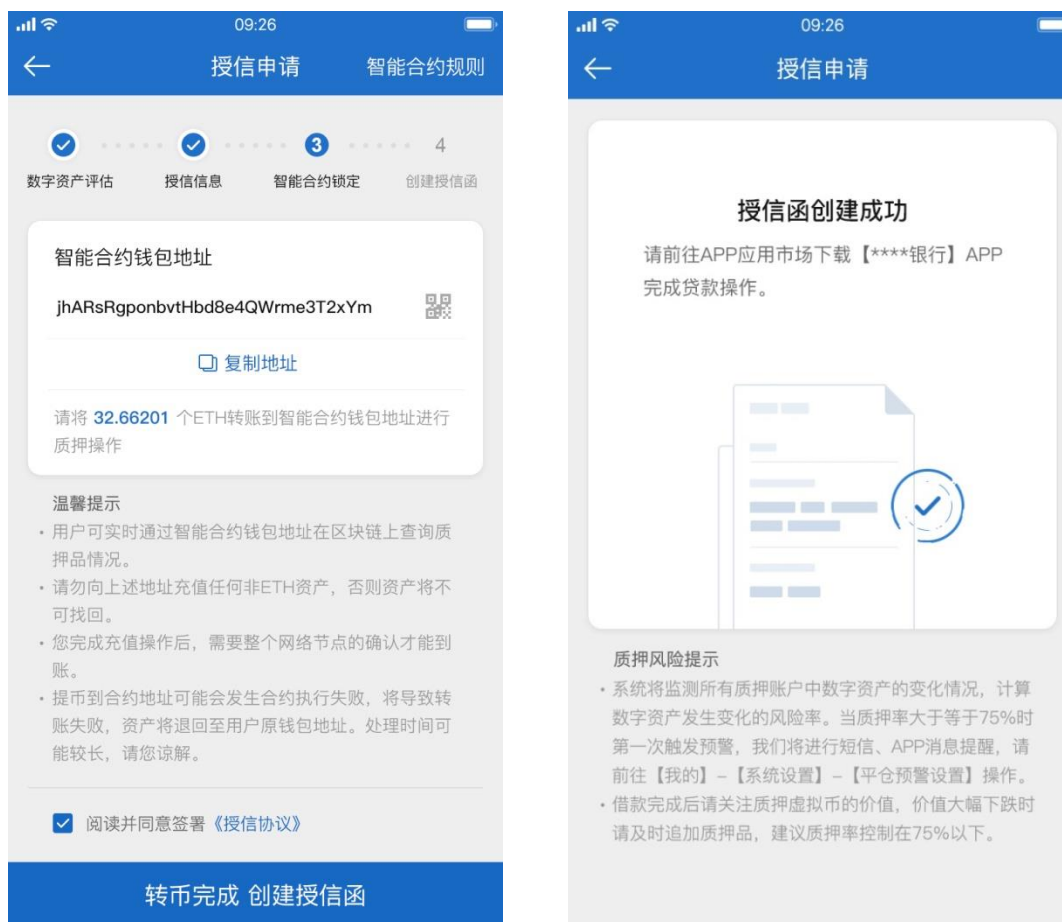 09:26
授信申请
智能合约规则
3
4
数字资产评估
授信信息
智能合约锁定
创建授信函
智能合约钱包地址
jhARsRgponbvtHbd8e4QWrme3T2xYm
复制地址
请将 32.66201 个ETH转账到智能合约钱包地址进行
质押操作
温馨提示
• 用户可实时通过智能合约钱包地址在区块链上查询质
押品情况。
• 请勿向上述地址充值任何非ETH资产，否则资产将不
可找回。
• 您完成充值操作后，需要整个网络节点的确认才能到
账。
• 提币到合约地址可能会发生合约执行失败，将导致转
账失败，资产将退回至用户原钱包地址。处理时间可
能较长，请您谅解。
阅读并同意签署《授信协议》
转币完成 创建授信函
09:26
授信申请
授信函创建成功
请前往APP应用市场下载【****银行】APP
完成贷款操作。
质押风险提示
• 系统将监测所有质押账户中数字资产的变化情况，计算
数字资产发生变化的风险率。当质押率大于等于75%时
第一次触发预警，我们将进行短信、APP消息提醒，请
前往【我的】–【系统设置】–【平仓预警设置】操作。
• 借款完成后请关注质押虚拟币的价值，价值大幅下跌时
请及时追加质押品，建议质押率控制在75%以下。